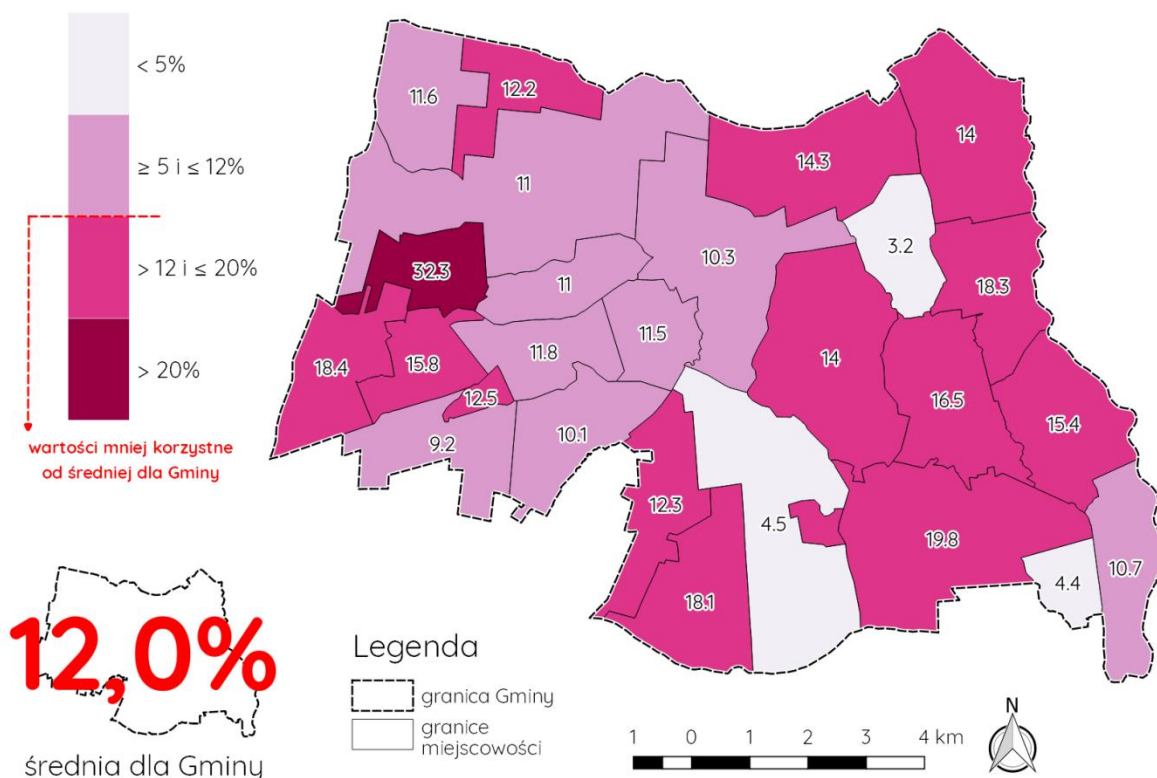 < 5%
≥ 5 i ≤ 12%
> 12 i ≤ 20%
> 20%
wartości mniej korzystne
od średniej dla Gminy
11.6
12.2
14
14.3
11
3.2
10.3
32.3
18.3
11
11.5
11.8
18.4
15.8
14
12.5
16.5
15.4
9.2
10.1
12.3
4.5
19.8
10.7
4.4
18.1
12,0%
średnia dla Gminy
Legenda
granica Gminy
granice
miejscowości
1 0 1 2 3 4 km
N